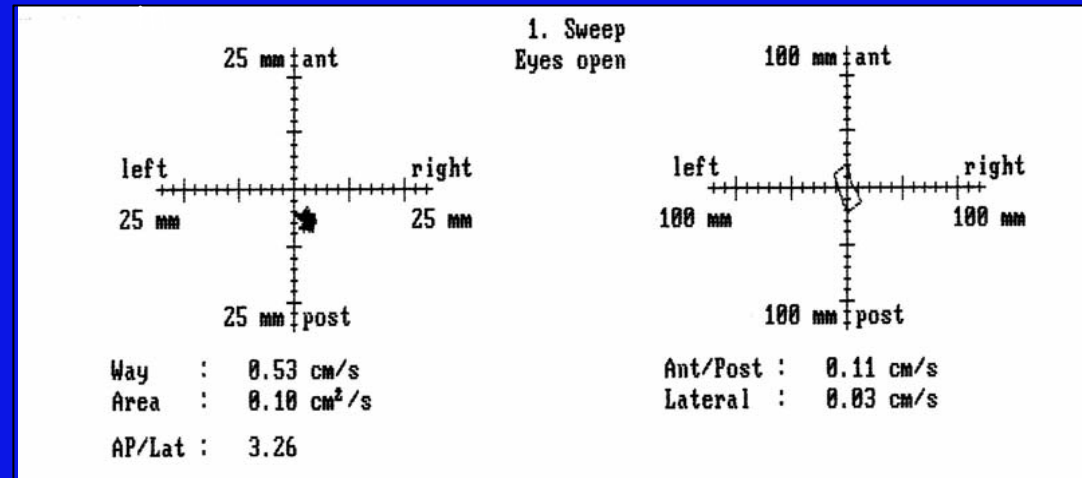 1. Sweep
Eyes open
25 mm ant
left right
25 mm 25 mm
25 mm post
Way : 0.53 cm/s
Area : 0.10 cm²/s
AP/Lat : 3.26
100 mm ant
left right
100 mm 100 mm
100 mm post
Ant/Post : 0.11 cm/s
Lateral : 0.03 cm/s